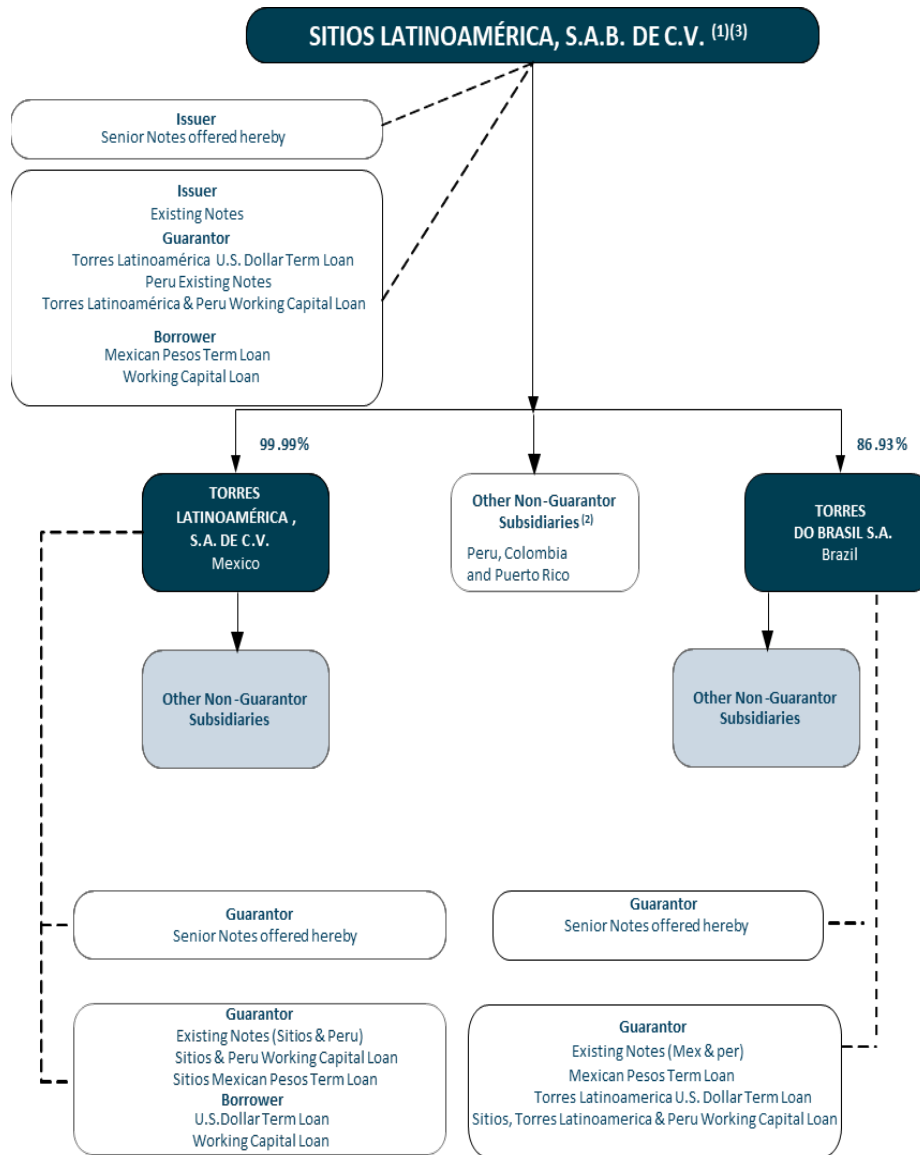 SITIOS LATINOAMÉRICA, S.A.B. DE C.V. (1)(3)
Issuer
Senior Notes offered hereby
Issuer
Existing Notes
Guarantor
Torres Latinoamérica U.S. Dollar Term Loan
Peru Existing Notes
Torres Latinoamérica & Peru Working Capital Loan
Borrower
Mexican Pesos Term Loan
Working Capital Loan
99.99%
86.93%
TORRES
LATINOAMÉRICA ,
S.A. DE C.V.
Mexico
Other Non-Guarantor
Subsidiaries (2)
Peru, Colombia
and Puerto Rico
TORRES
DO BRASIL S.A.
Brazil
Other Non -Guarantor
Subsidiaries
Other Non -Guarantor
Subsidiaries
Guarantor
Senior Notes offered hereby
Guarantor
Senior Notes offered hereby
Guarantor
Existing Notes (Sitios & Peru)
Sitios & Peru Working Capital Loan
Sitios Mexican Pesos Term Loan
Borrower
U.S.Dollar Term Loan
Working Capital Loan
Guarantor
Existing Notes (Mex & per)
Mexican Pesos Term Loan
Torres Latinoamerica U.S. Dollar Term Loan
Sitios, Torres Latinoamerica & Peru Working Capital Loan